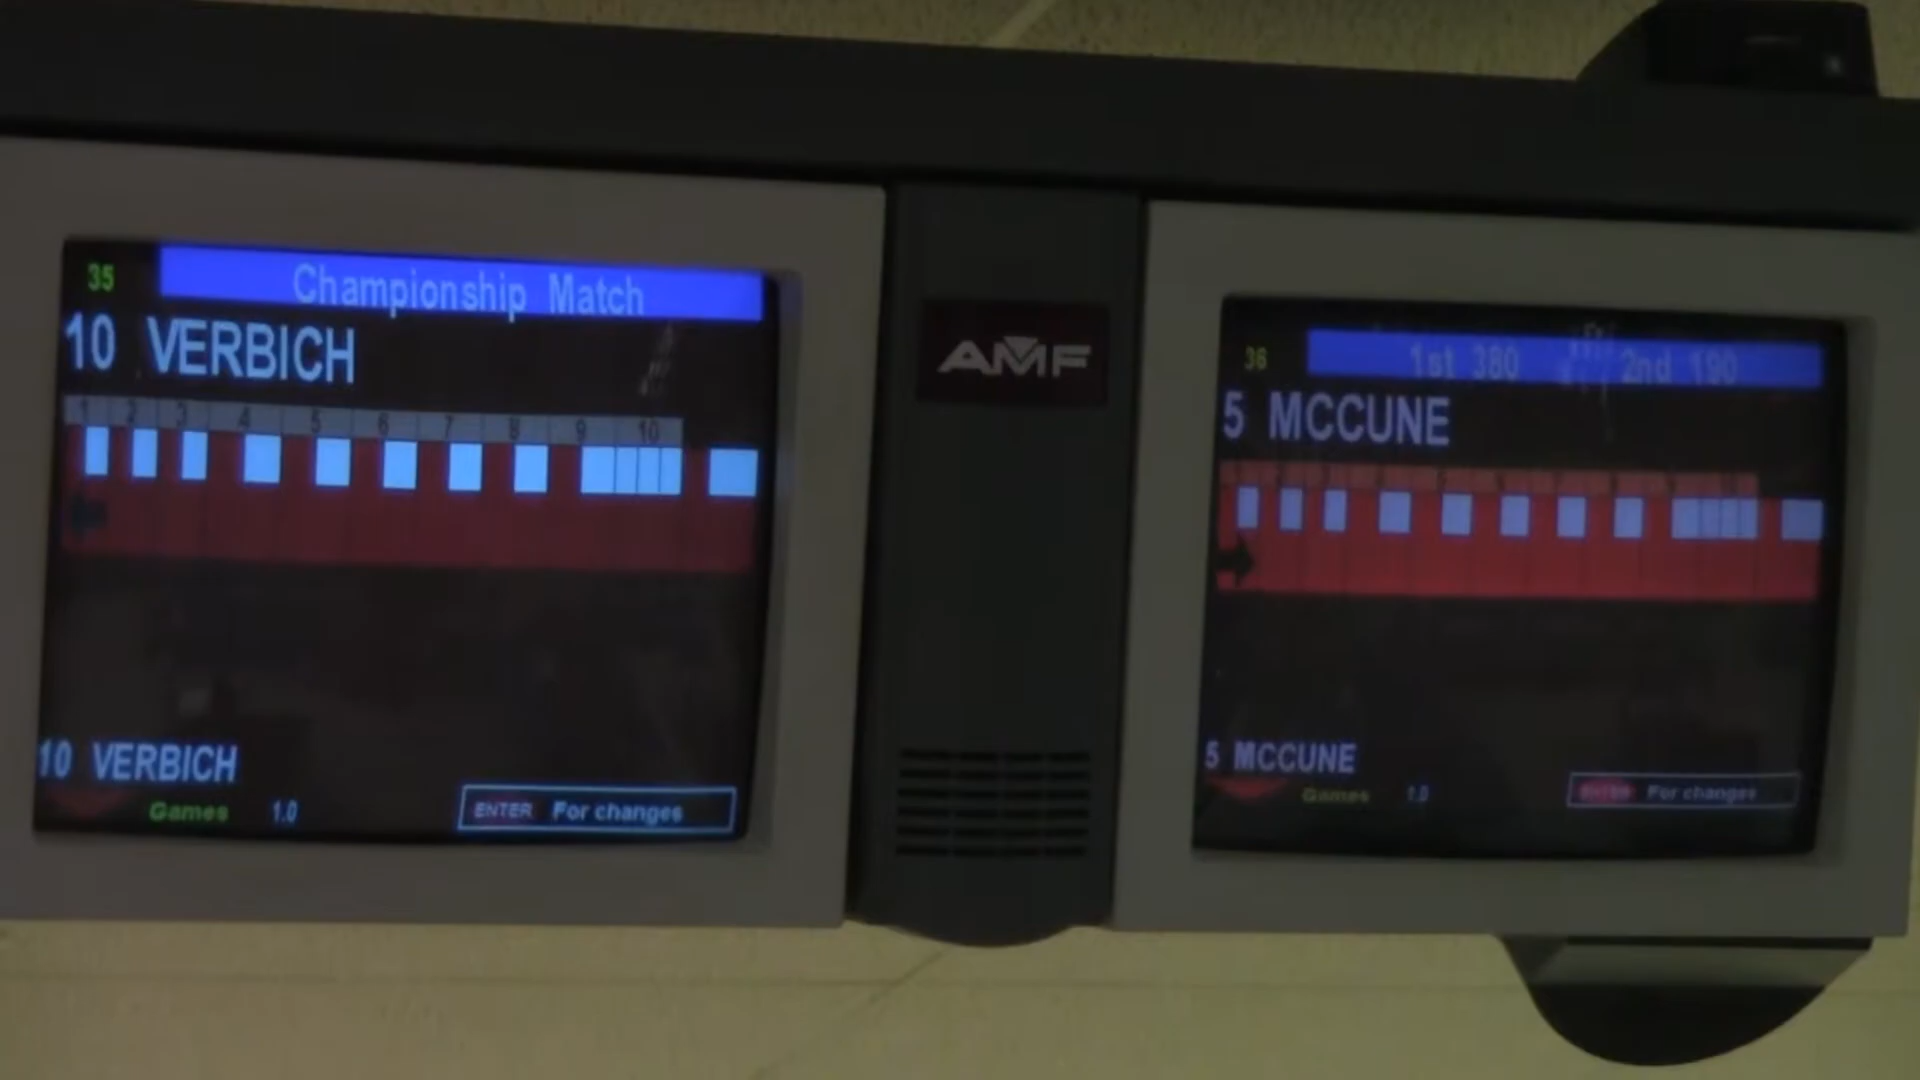 35
Championship Match
10 VERBICH
1 2 3 4 5 6 7 8 9 10
10 VERBICH
Games 1.0
ENTER For changes
AMF
36
1st 380 2nd 190
5 MCCUNE
5 MCCUNE
Games 1.0
ENTER For changes